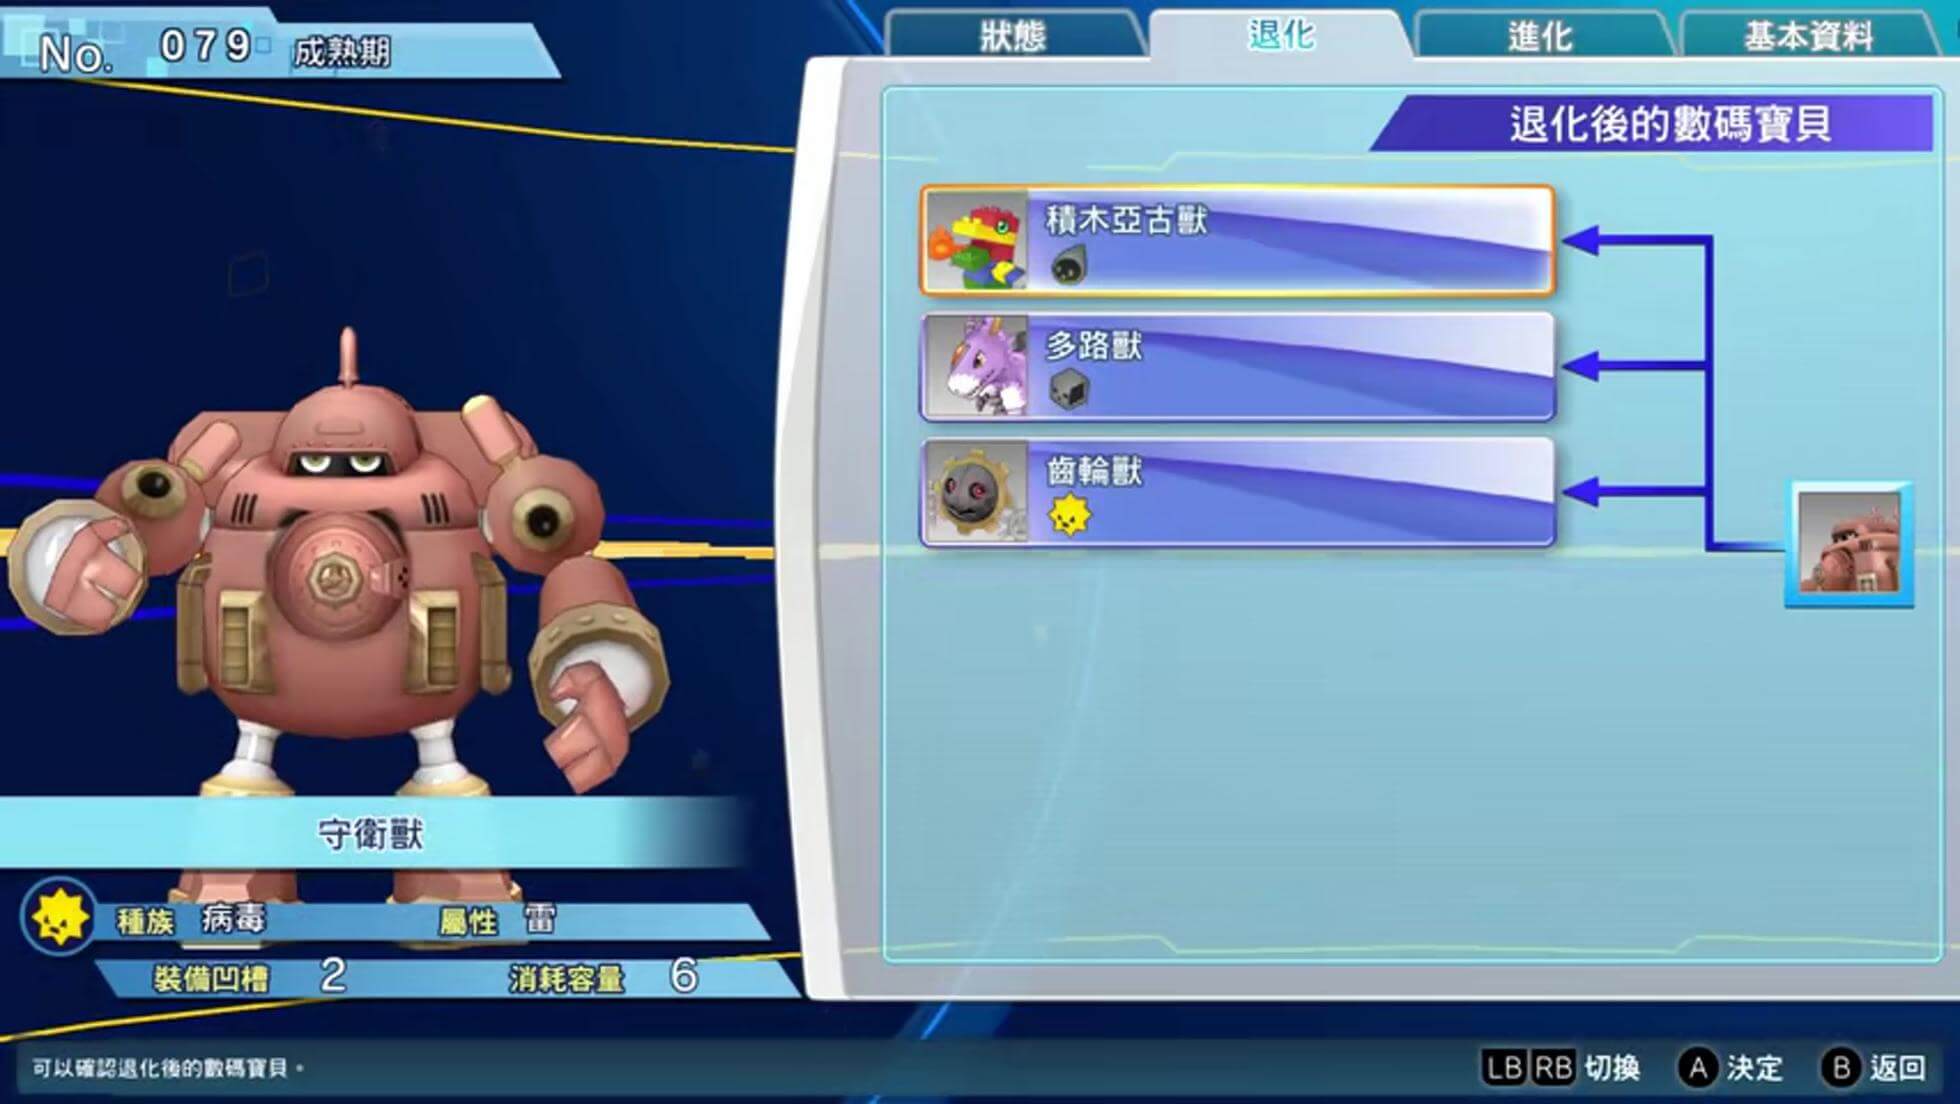 No. 079 成熟期
狀態 退化 進化 基本資料
退化後的數碼寶貝
積木亞古獸
多路獸
齒輪獸
守衛獸
種族 病毒 屬性 雷
裝備凹槽 2 消耗容量 6
可以確認退化後的數碼寶貝。
LB RB 切換 A 決定 B 返回